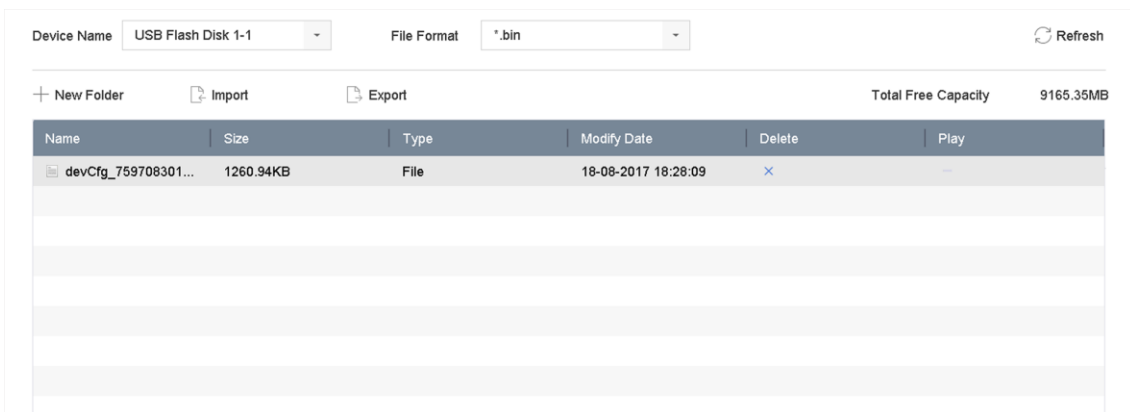 Device Name USB Flash Disk 1-1 File Format *.bin Refresh
New Folder Import Export Total Free Capacity 9165.35MB
Name Size Type Modify Date Delete Play
devCfg_759708301... 1260.94KB File 18-08-2017 18:28:09